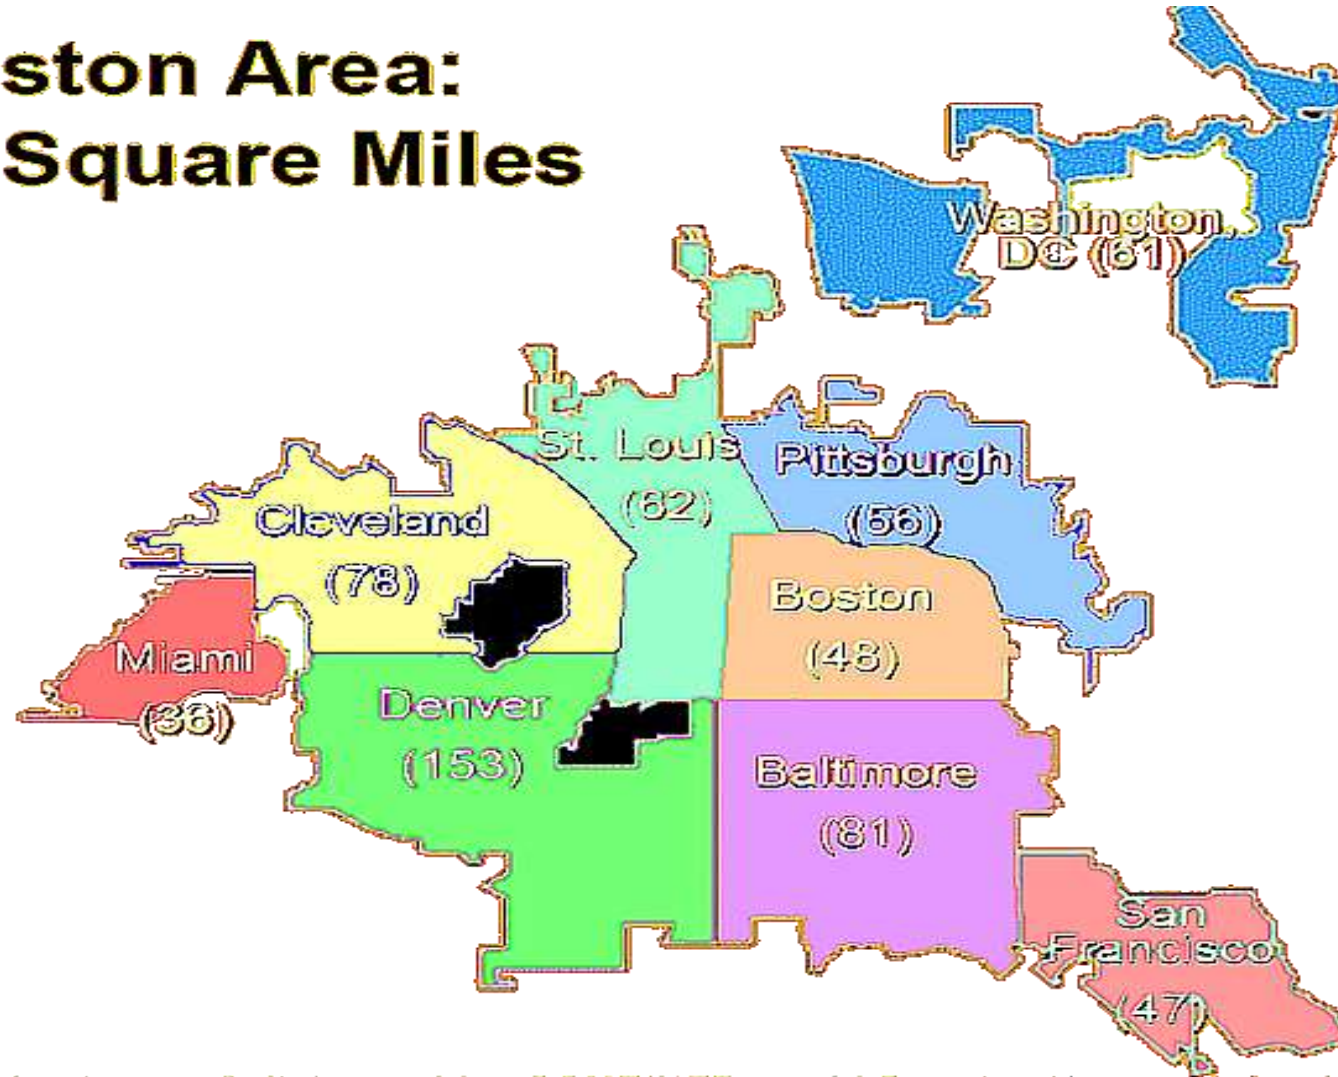 ston Area:
Square Miles
Washington,
DC (61)
St. Louis
(62)
Pittsburgh
(56)
Cleveland
(78)
Boston
(48)
Miami
(36)
Denver
(153)
Baltimore
(81)
San
Francisco
(47)